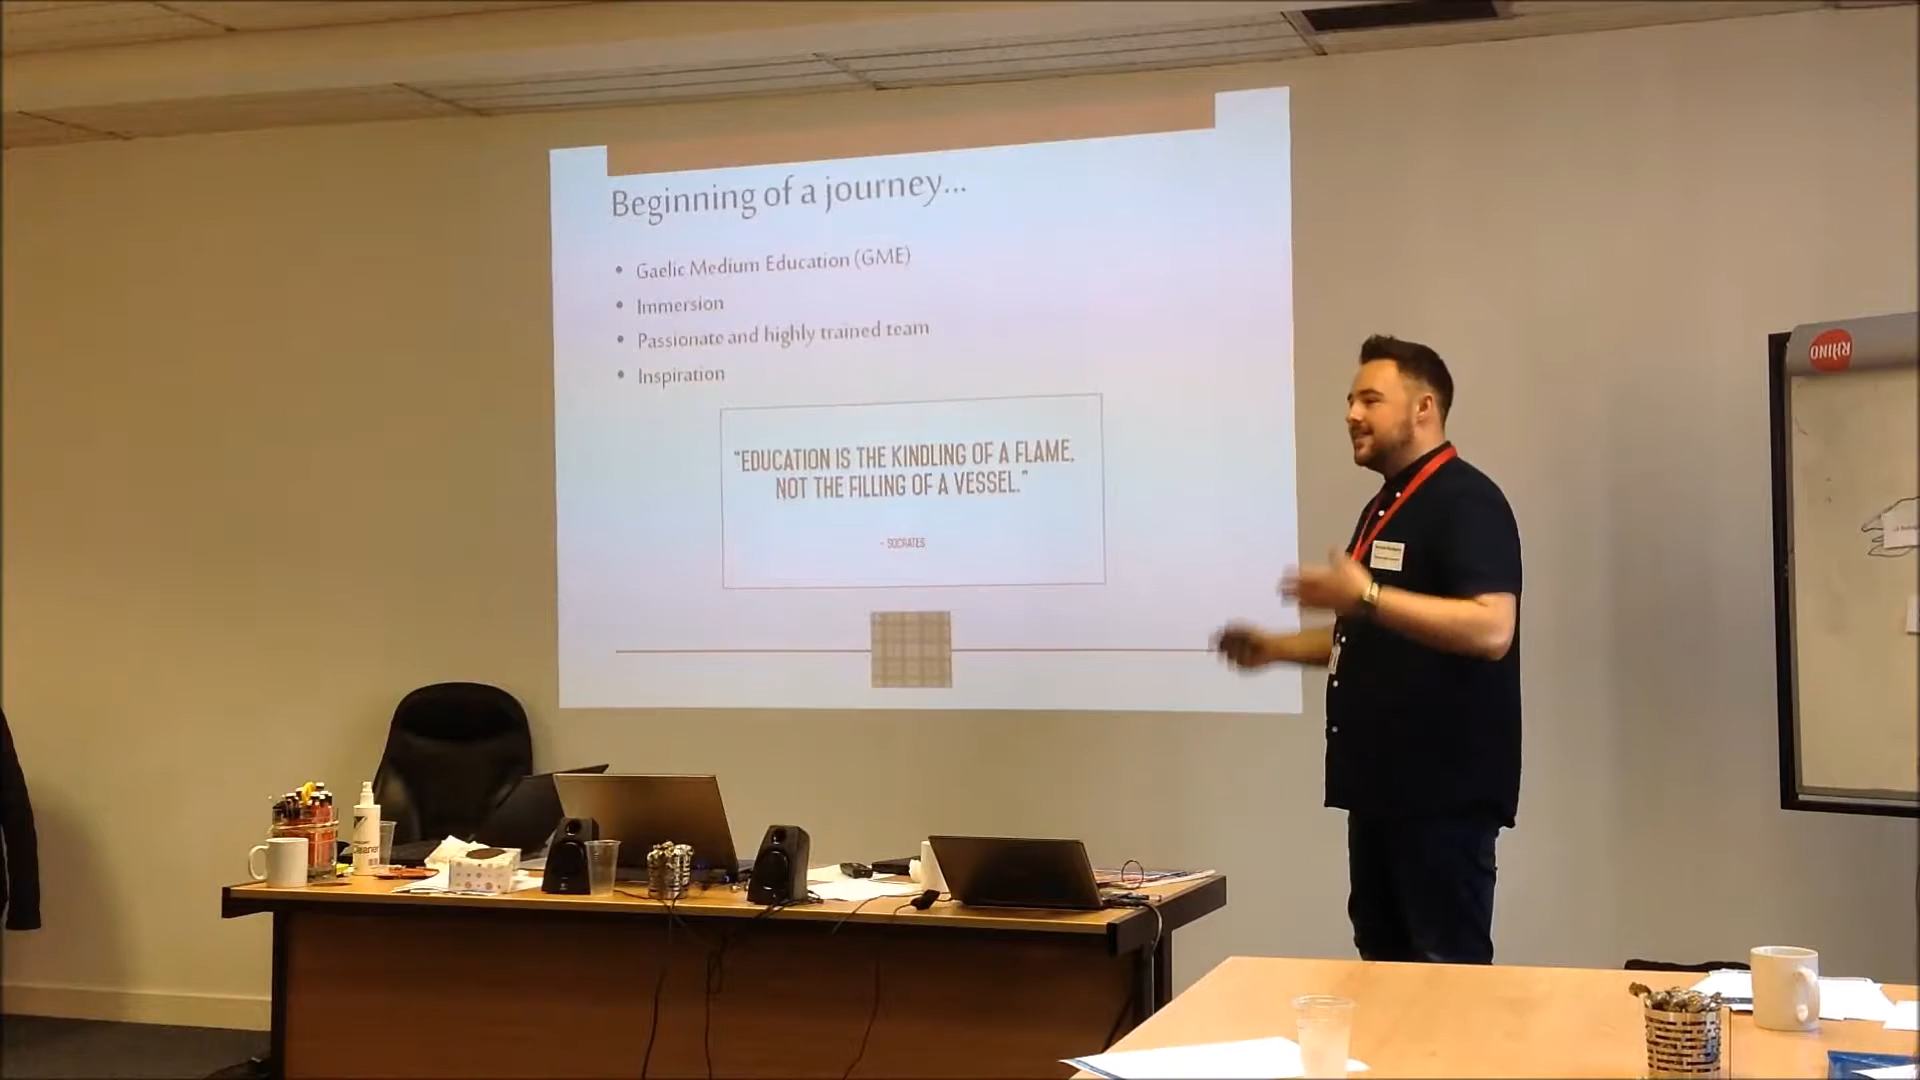 Beginning of a journey...
• Gaelic Medium Education (GME)
• Immersion
• Passionate and highly trained team
• Inspiration
"EDUCATION IS THE KINDLING OF A FLAME,
NOT THE FILLING OF A VESSEL."
- SOCRATES
RHINO
Cleaner